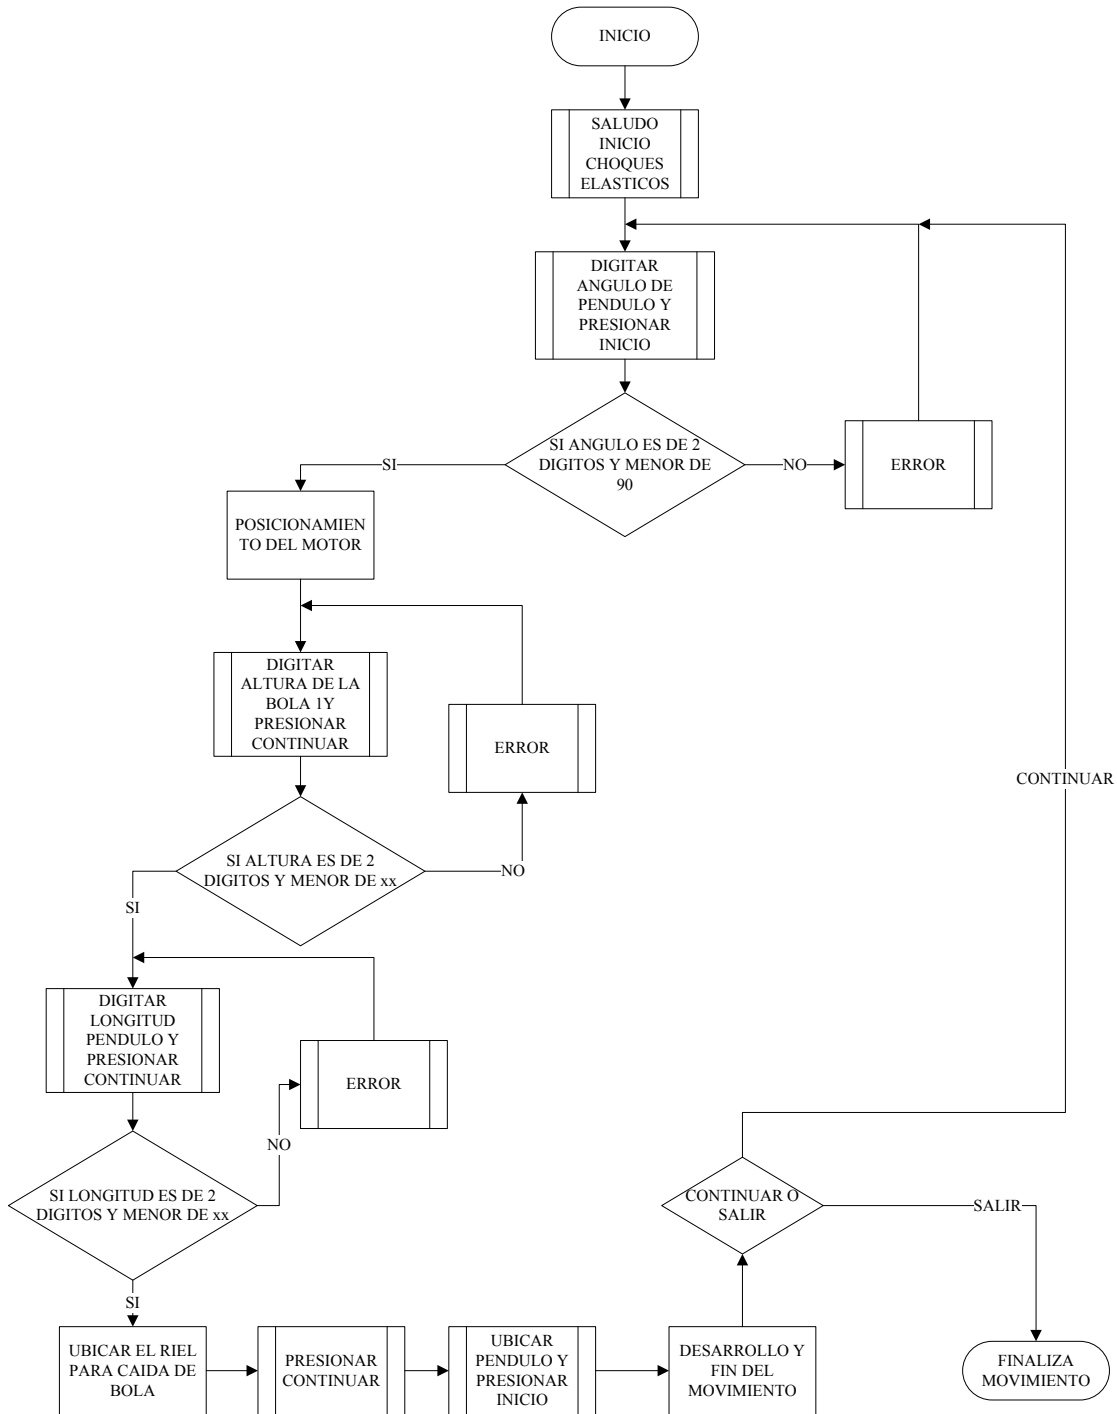 INICIO
SALUDO
INICIO
CHOQUES
ELASTICOS
DIGITAR
ANGULO DE
PENDULO Y
PRESIONAR
INICIO
SI ANGULO ES DE 2
DIGITOS Y MENOR DE
90
SI
NO
ERROR
POSICIONAMIEN
TO DEL MOTOR
DIGITAR
ALTURA DE LA
BOLA 1Y
PRESIONAR
CONTINUAR
ERROR
CONTINUAR
SI ALTURA ES DE 2
DIGITOS Y MENOR DE xx
NO
SI
DIGITAR
LONGITUD
PENDULO Y
PRESIONAR
CONTINUAR
ERROR
NO
SI LONGITUD ES DE 2
DIGITOS Y MENOR DE xx
CONTINUAR O
SALIR
SALIR
SI
UBICAR EL RIEL
PARA CAIDA DE
BOLA
PRESIONAR
CONTINUAR
UBICAR
PENDULO Y
PRESIONAR
INICIO
DESARROLLO Y
FIN DEL
MOVIMIENTO
FINALIZA
MOVIMIENTO